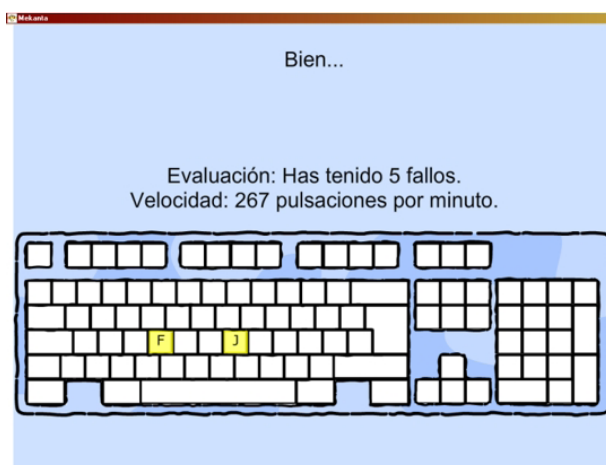 Mekanta
Bien...
Evaluación: Has tenido 5 fallos.
Velocidad: 267 pulsaciones por minuto.
F J